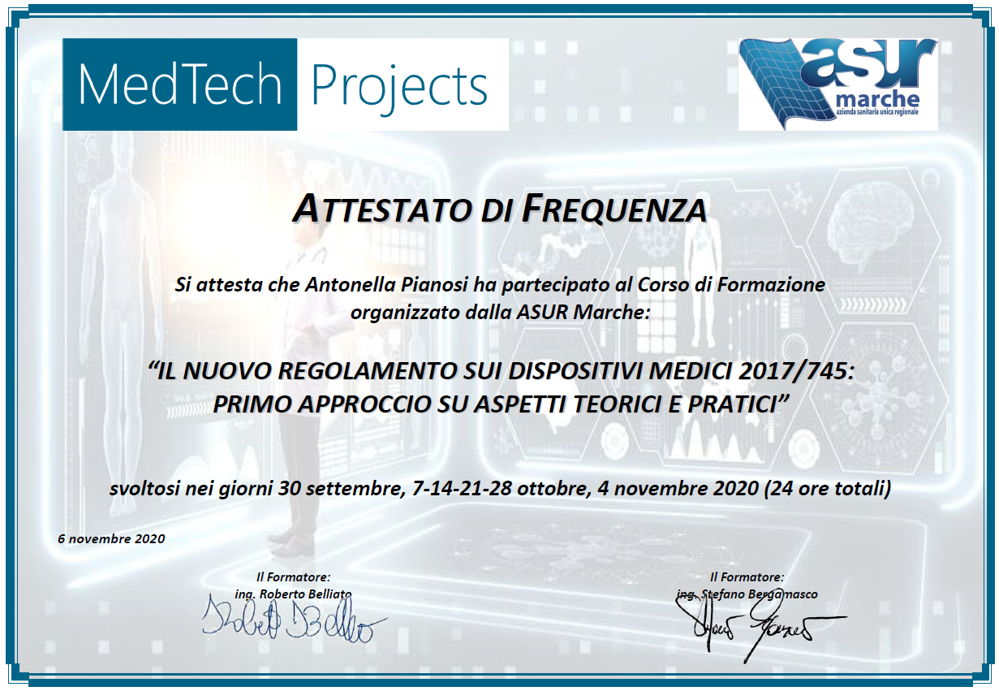 MedTech Projects
asur
marche
azienda sanitaria unica regionale
ATTESTATO DI FREQUENZA
Si attesta che Antonella Pianosi ha partecipato al Corso di Formazione
organizzato dalla ASUR Marche:
“IL NUOVO REGOLAMENTO SUI DISPOSITIVI MEDICI 2017/745:
PRIMO APPROCCIO SU ASPETTI TEORICI E PRATICI”
svoltosi nei giorni 30 settembre, 7-14-21-28 ottobre, 4 novembre 2020 (24 ore totali)
6 novembre 2020
Il Formatore:
ing. Roberto Belliato
Il Formatore:
ing. Stefano Bergamasco